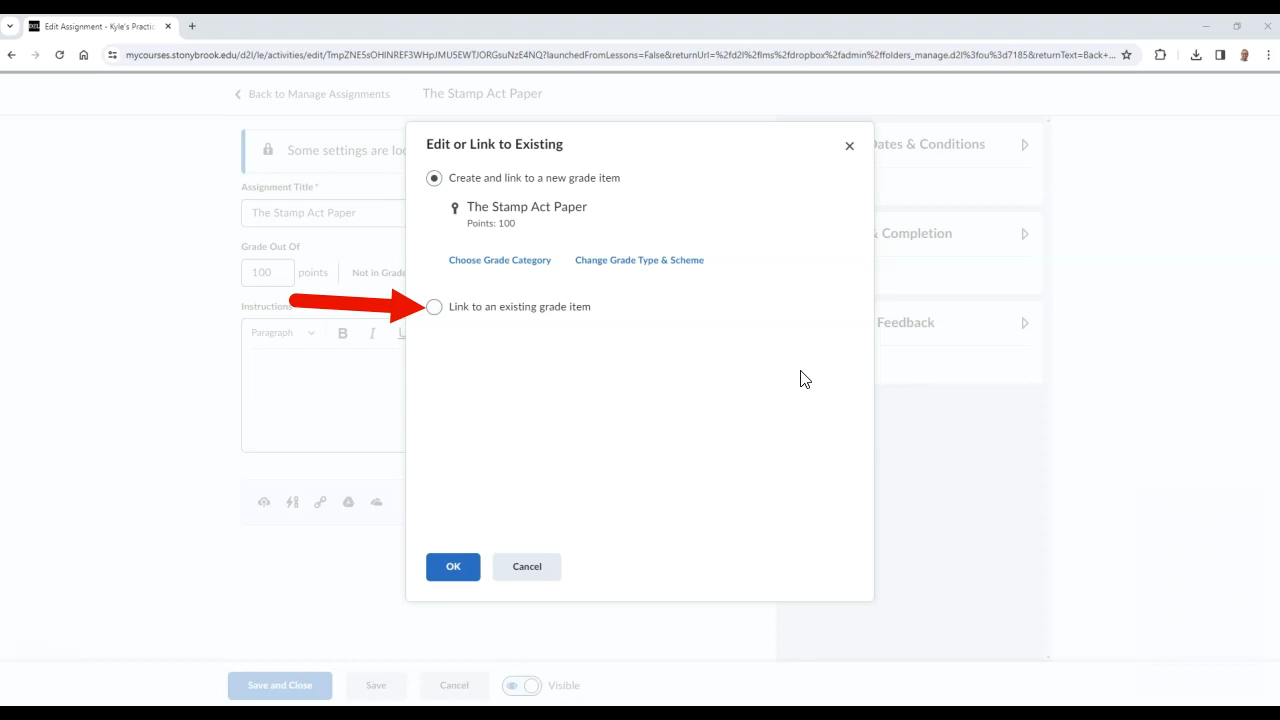 Edit Assignment - Kyle's Practic
mycourses.stonybrook.edu/d2l/le/activities/edit/TmpZNE5sOHlNREF3WHpJMU5EWTJORGsuNzE4NQ?launchedFromLessons=False&returnUrl=%2fd2l%2flms%2fdropbox%2fadmin%2ffolders_manage.d2l%3fou%3d7185&returnText=Back+...
Back to Manage Assignments
The Stamp Act Paper
Edit or Link to Existing
Some settings are loc
Dates & Conditions
Create and link to a new grade item
Assignment Title *
The Stamp Act Paper
The Stamp Act Paper
Points: 100
& Completion
Grade Out Of
Choose Grade Category
Change Grade Type & Scheme
100 points
Not in Grade
Instructions
Link to an existing grade item
Feedback
Paragraph
B I U
OK
Cancel
Save and Close
Save
Cancel
Visible